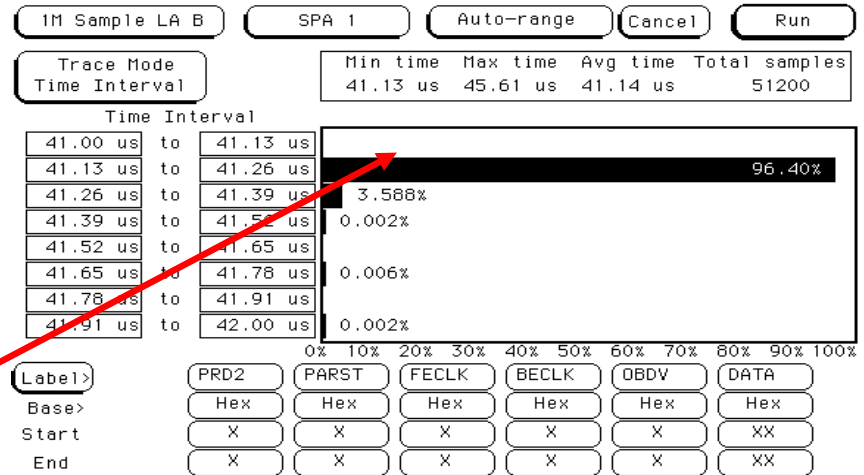 1M Sample LA B SPA 1 Auto-range Cancel Run
Trace Mode
Time Interval
Min time Max time Avg time Total samples
41.13 us 45.61 us 41.14 us 51200
Time Interval
41.00 us to 41.13 us
41.13 us to 41.26 us 96.40%
41.26 us to 41.39 us 3.588%
41.39 us to 41.52 us 0.002%
41.52 us to 41.65 us
41.65 us to 41.78 us 0.006%
41.78 us to 41.91 us
41.91 us to 42.00 us 0.002%
0% 10% 20% 30% 40% 50% 60% 70% 80% 90% 100%
Label> PRD2 PARST FECLK BECLK OBDV DATA
Base> Hex Hex Hex Hex Hex Hex
Start X X X X X XX
End X X X X X XX